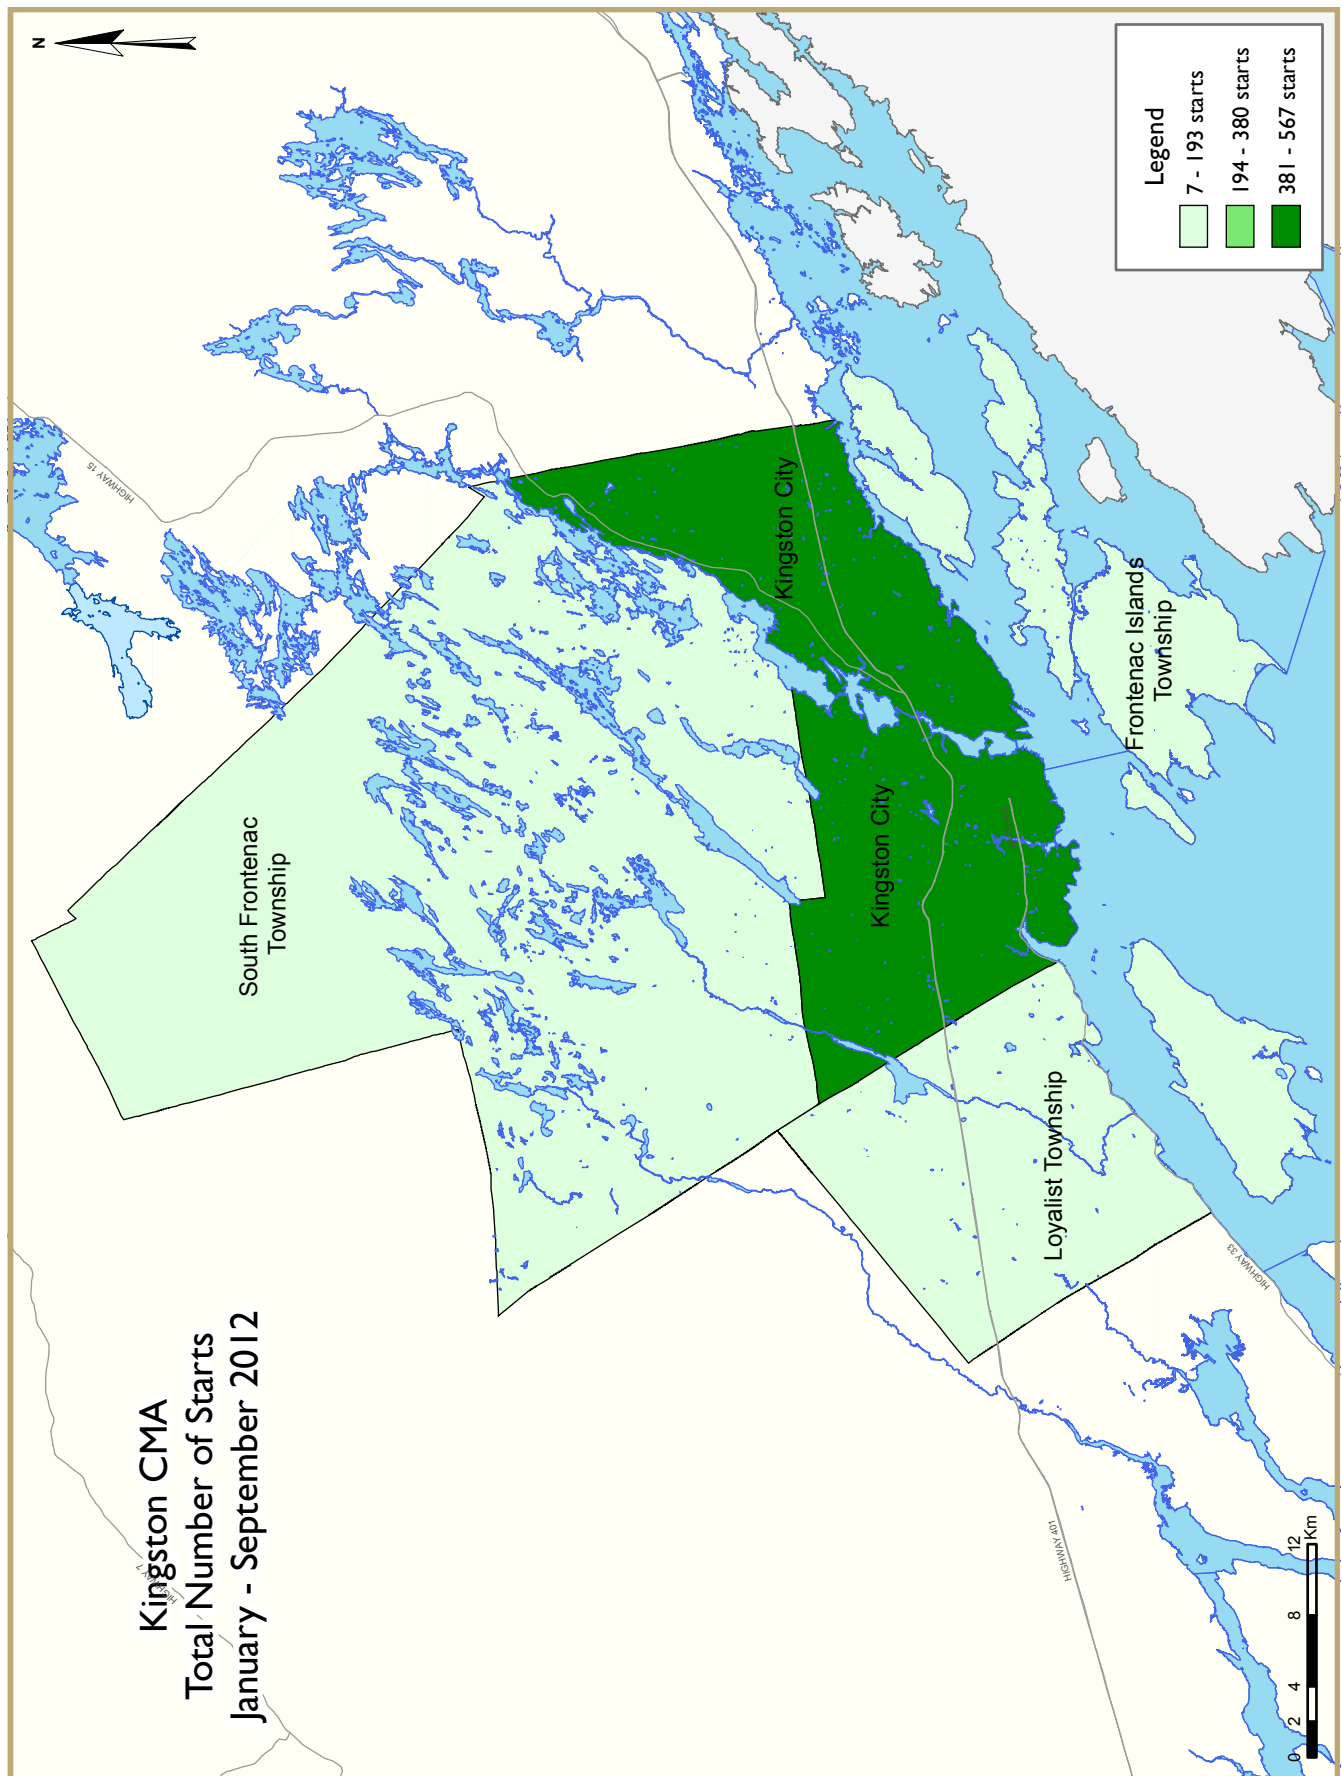 Kingston CMA
Total Number of Starts
January - September 2012
HIGHWAY 7
N
HIGHWAY 15
South Frontenac
Township
Kingston City
Kingston City
Loyalist Township
Frontenac Islands
Township
HIGHWAY 33
HIGHWAY 401
Legend
7 - 193 starts
194 - 380 starts
381 - 567 starts
0 2 4 8 12
Km